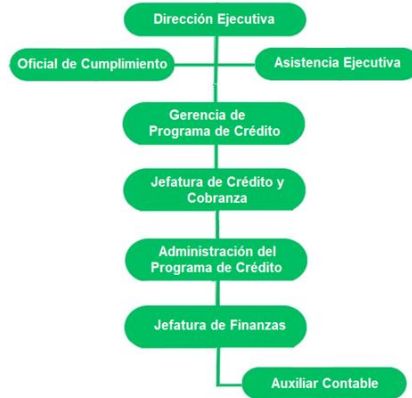 Dirección Ejecutiva
Oficial de Cumplimiento
Asistencia Ejecutiva
Gerencia de
Programa de Crédito
Jefatura de Crédito y
Cobranza
Administración del
Programa de Crédito
Jefatura de Finanzas
Auxiliar Contable